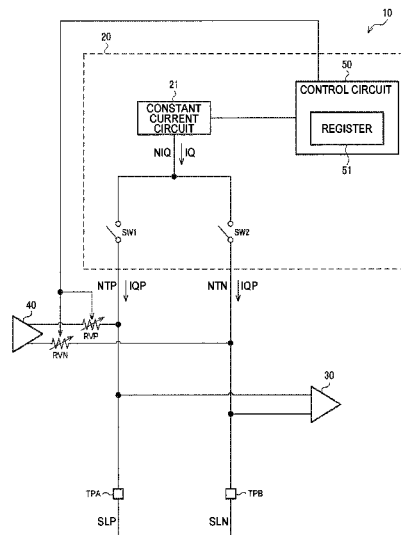 10
20
50
CONTROL CIRCUIT
21
CONSTANT
CURRENT
CIRCUIT
REGISTER
51
NIQ
IQ
SW1
SW2
NTP
IQP
NTN
IQP
40
RVP
RVN
30
TPA
TPB
SLP
SLN